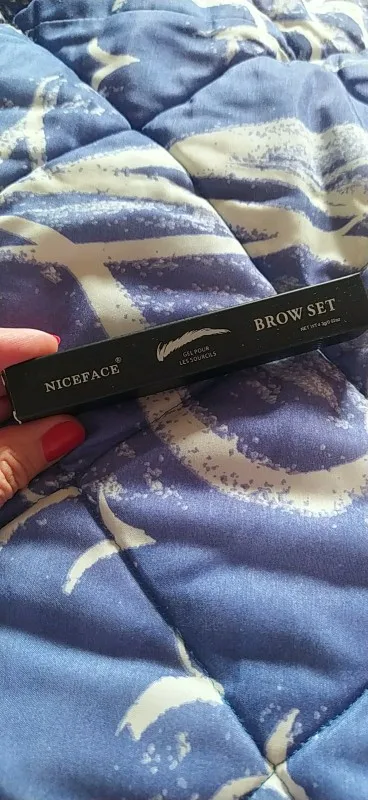 NICEFACE®
GEL POUR
LES SOURCILS
BROW SET